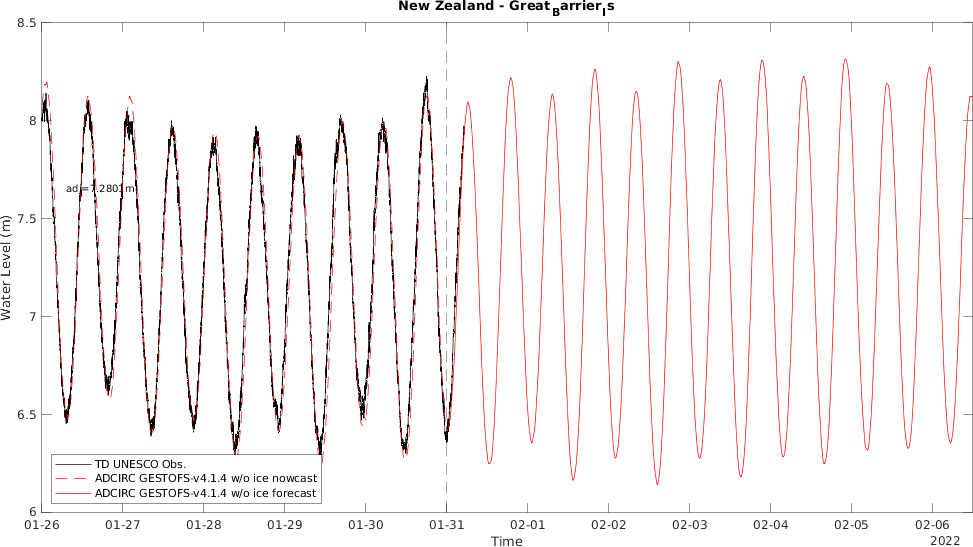 New Zealand - Great_Barrier_Is
8.5
8
7.5
7
6.5
6
Water Level (m)
adj=7.2801m
TD UNESCO Obs.
ADCIRC GESTOFS-v4.1.4 w/o ice nowcast
ADCIRC GESTOFS-v4.1.4 w/o ice forecast
01-26 01-27 01-28 01-29 01-30 01-31 02-01 02-02 02-03 02-04 02-05 02-06
Time
2022